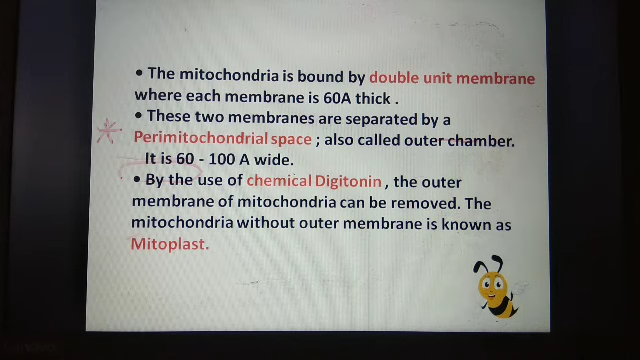 • The mitochondria is bound by double unit membrane
where each membrane is 60A thick .
• These two membranes are separated by a
Perimitochondrial space ; also called outer chamber.
It is 60 - 100 A wide.
• By the use of chemical Digitonin , the outer
membrane of mitochondria can be removed. The
mitochondria without outer membrane is known as
Mitoplast.